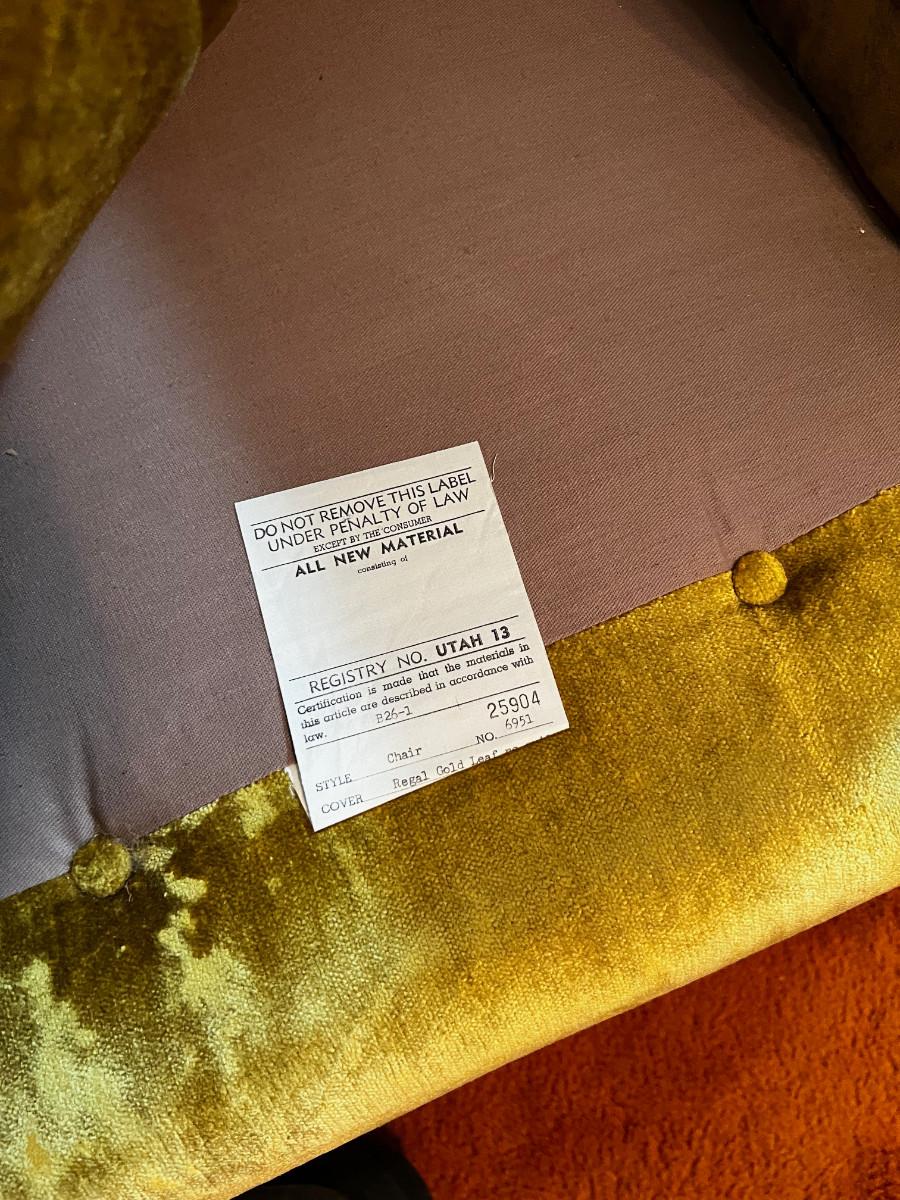 DO NOT REMOVE THIS LABEL
UNDER PENALTY OF LAW
EXCEPT BY THE CONSUMER
ALL NEW MATERIAL
consisting of
REGISTRY NO. UTAH 13
Certification is made that the materials in
this article are described in accordance with
law.
B26-1
25904
STYLE Chair NO. 6951
COVER Regal Gold Leaf